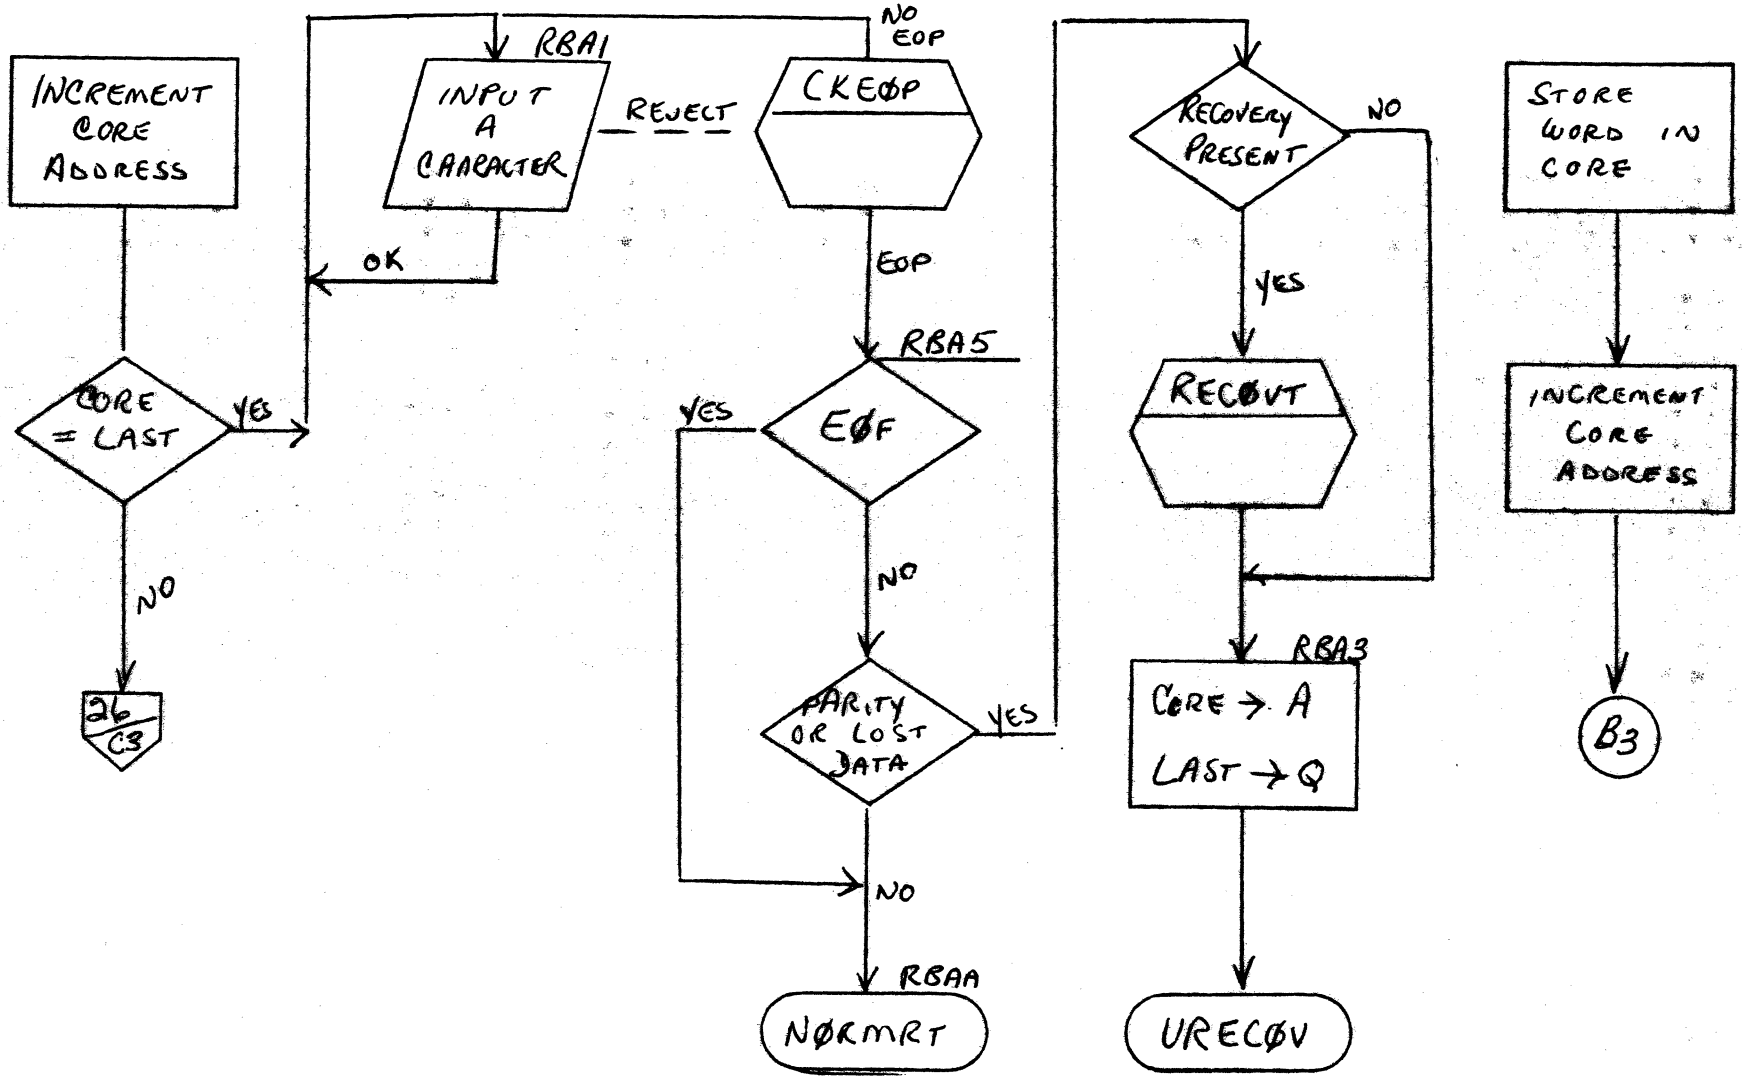 INCREMENT
CORE
ADDRESS
CORE
= LAST
YES
NO
26
C3
RBA1
INPUT
A
CHARACTER
OK
REJECT
NO
EOP
CKEØP
EOP
RBA5
EØF
YES
NO
PARITY
OR LOST
DATA
YES
NO
RBAA
NØRMRT
RECOVERY
PRESENT
NO
YES
RECØVT
RBA3
CORE → A
LAST → Q
URECØV
STORE
WORD IN
CORE
INCREMENT
CORE
ADDRESS
B3